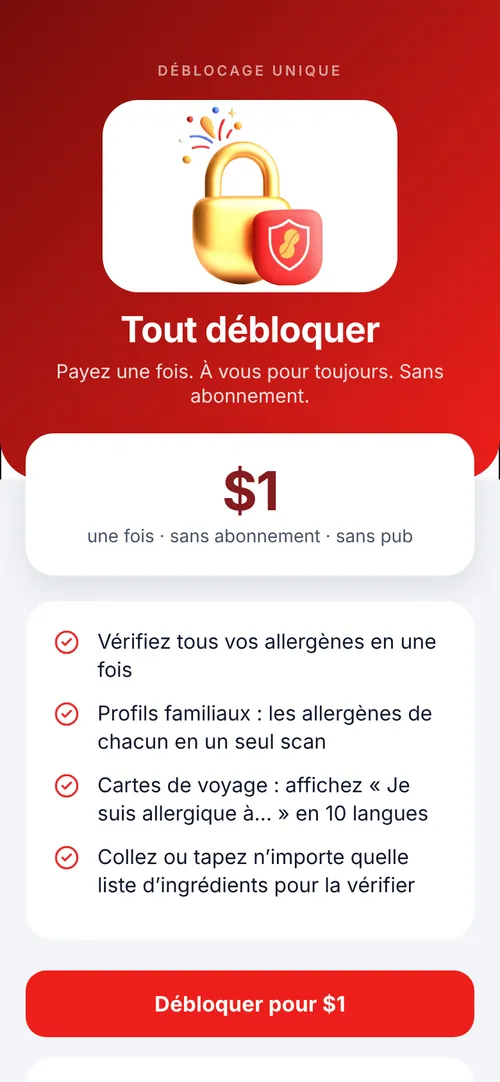 DÉBLOCAGE UNIQUE
Tout débloquer
Payez une fois. À vous pour toujours. Sans
abonnement.
$1
une fois · sans abonnement · sans pub
Vérifiez tous vos allergènes en une
fois
Profils familiaux : les allergènes de
chacun en un seul scan
Cartes de voyage : affichez « Je
suis allergique à… » en 10 langues
Collez ou tapez n’importe quelle
liste d’ingrédients pour la vérifier
Débloquer pour $1